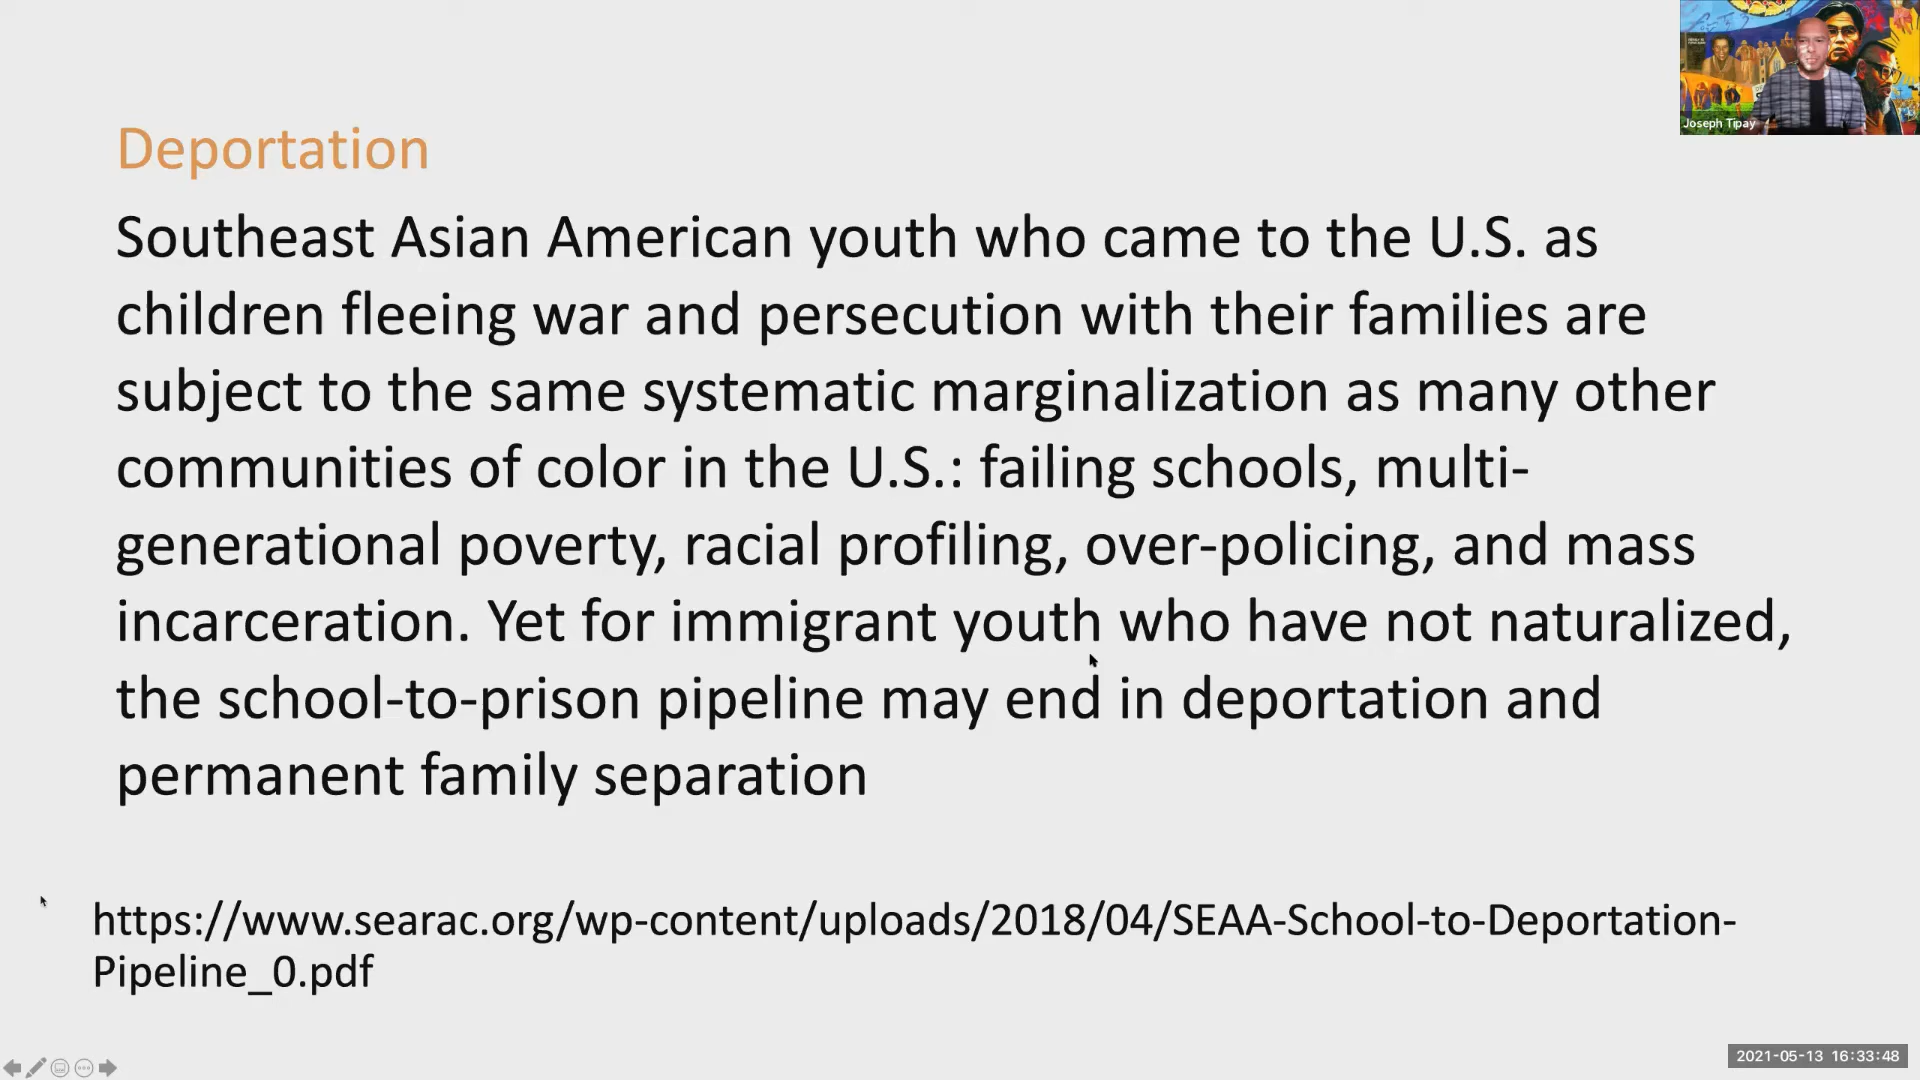 Joseph Tipay
Deportation
Southeast Asian American youth who came to the U.S. as
children fleeing war and persecution with their families are
subject to the same systematic marginalization as many other
communities of color in the U.S.: failing schools, multi-
generational poverty, racial profiling, over-policing, and mass
incarceration. Yet for immigrant youth who have not naturalized,
the school-to-prison pipeline may end in deportation and
permanent family separation
https://www.searac.org/wp-content/uploads/2018/04/SEAA-School-to-Deportation-
Pipeline_0.pdf
2021-05-13 16:33:48